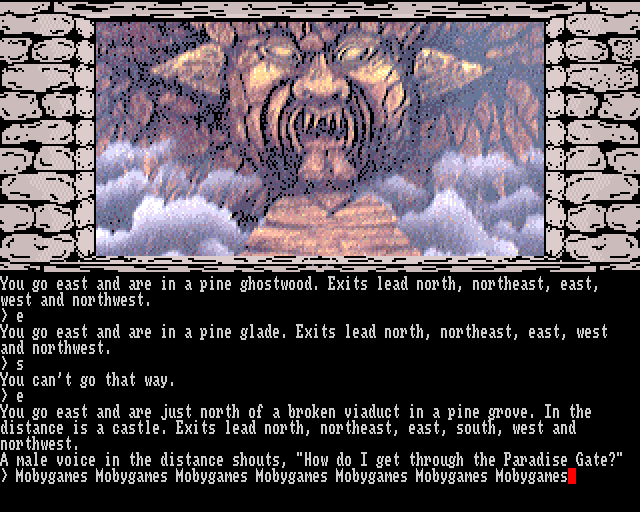 You go east and are in a pine ghostwood. Exits lead north, northeast, east,
west and northwest.
> e
You go east and are in a pine glade. Exits lead north, northeast, east, west
and northwest.
> s
You can't go that way.
> e
You go east and are just north of a broken viaduct in a pine grove. In the
distance is a castle. Exits lead north, northeast, east, south, west and
northwest.
A male voice in the distance shouts, "How do I get through the Paradise Gate?"
> Mobygames Mobygames Mobygames Mobygames Mobygames Mobygames Mobygames